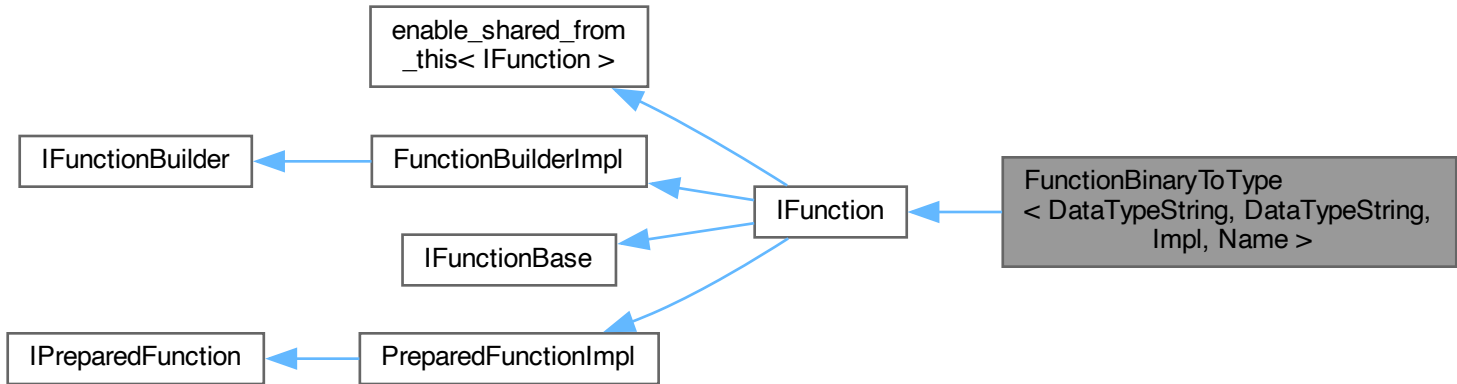 enable_shared_from
_this< IFunction >
IFunctionBuilder
FunctionBuilderImpl
IFunction
FunctionBinaryToType
< DataTypeString, DataTypeString,
Impl, Name >
IFunctionBase
IPreparedFunction
PreparedFunctionImpl